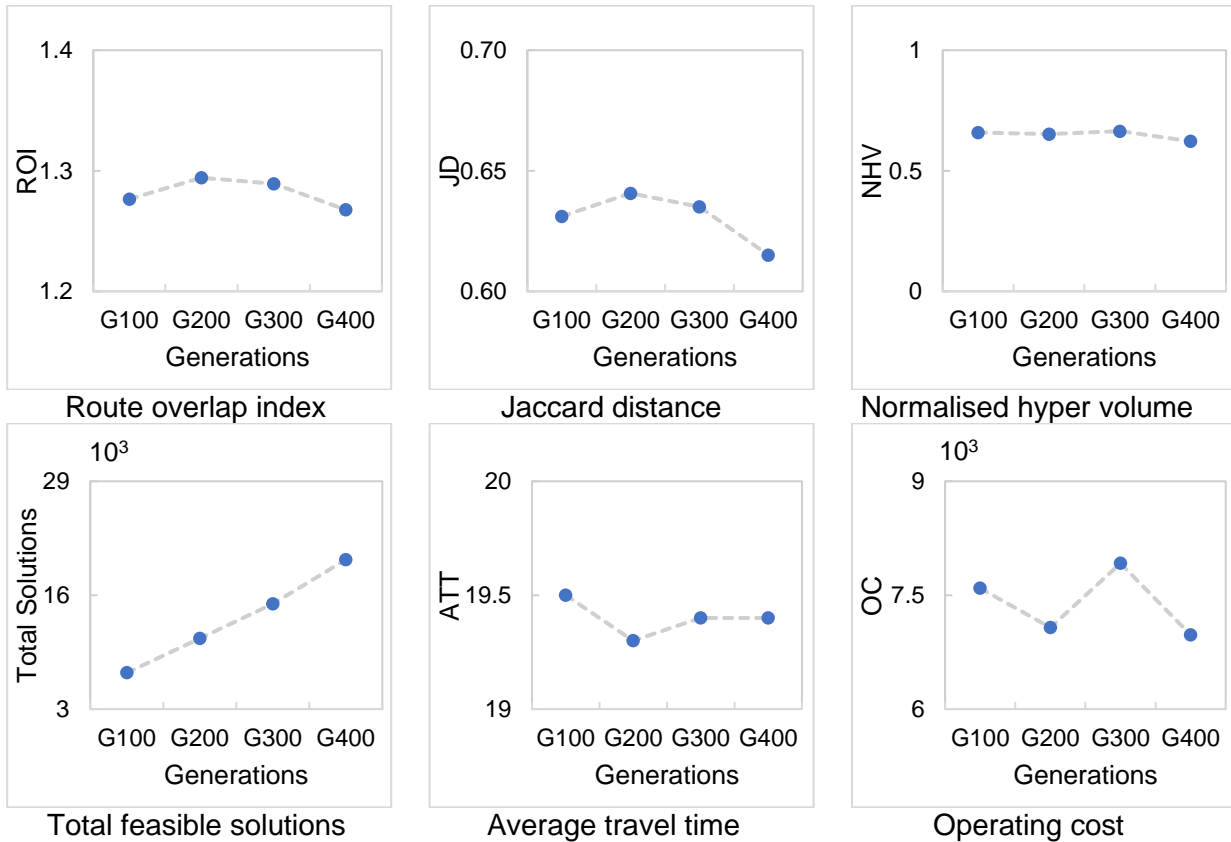 1.4
1.3
1.2
ROI
G100 G200 G300 G400
Generations
Route overlap index
0.70
0.65
0.60
JD
G100 G200 G300 G400
Generations
Jaccard distance
1
0.5
0
NHV
G100 G200 G300 G400
Generations
Normalised hyper volume
10³
29
16
3
Total Solutions
G100 G200 G300 G400
Generations
Total feasible solutions
20
19.5
19
ATT
G100 G200 G300 G400
Generations
Average travel time
10³
9
7.5
6
OC
G100 G200 G300 G400
Generations
Operating cost